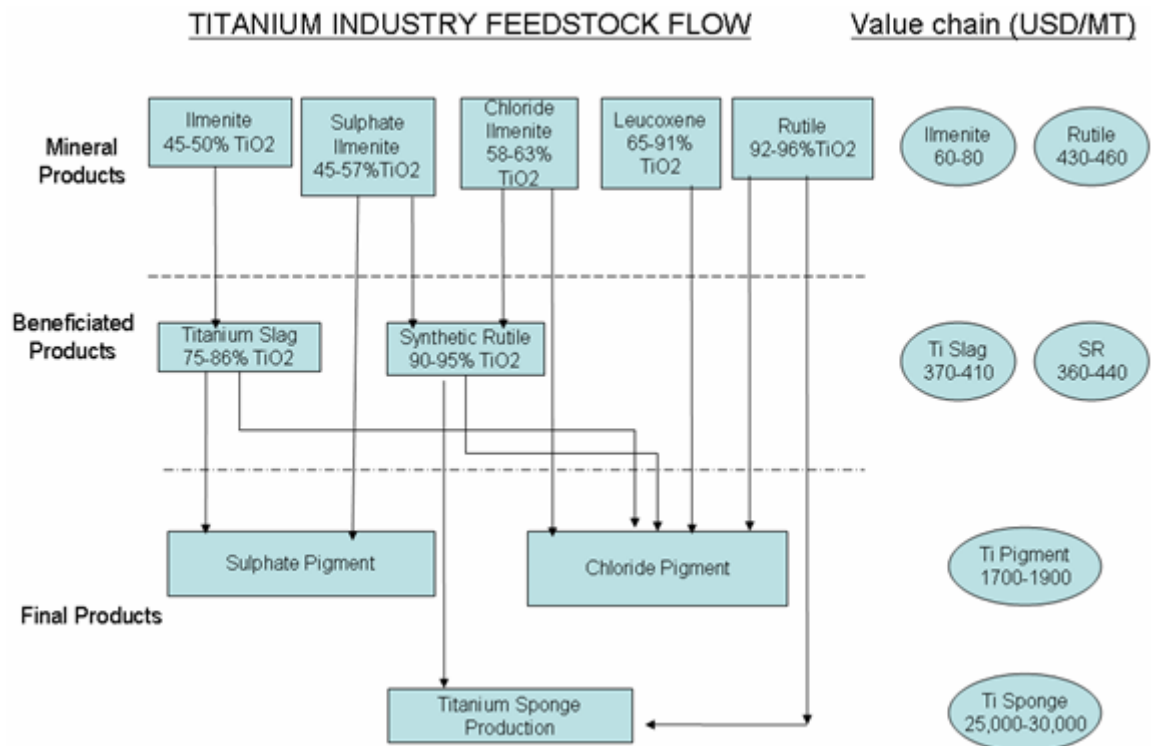 TITANIUM INDUSTRY FEEDSTOCK FLOW
Value chain (USD/MT)
Mineral
Products
Ilmenite
45-50% TiO2
Sulphate
Ilmenite
45-57%TiO2
Chloride
Ilmenite
58-63%
TiO2
Leucoxene
65-91%
TiO2
Rutile
92-96%TiO2
Ilmenite
60-80
Rutile
430-460
Beneficiated
Products
Titanium Slag
75-86% TiO2
Synthetic Rutile
90-95% TiO2
Ti Slag
370-410
SR
360-440
Final Products
Sulphate Pigment
Chloride Pigment
Ti Pigment
1700-1900
Titanium Sponge
Production
Ti Sponge
25,000-30,000